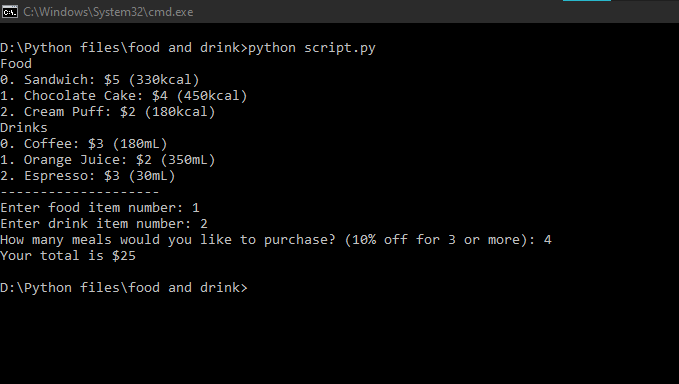 C:\Windows\System32\cmd.exe
D:\Python files\food and drink>python script.py
Food
0. Sandwich: $5 (330kcal)
1. Chocolate Cake: $4 (450kcal)
2. Cream Puff: $2 (180kcal)
Drinks
0. Coffee: $3 (180mL)
1. Orange Juice: $2 (350mL)
2. Espresso: $3 (30mL)
--------------------
Enter food item number: 1
Enter drink item number: 2
How many meals would you like to purchase? (10% off for 3 or more): 4
Your total is $25
D:\Python files\food and drink>